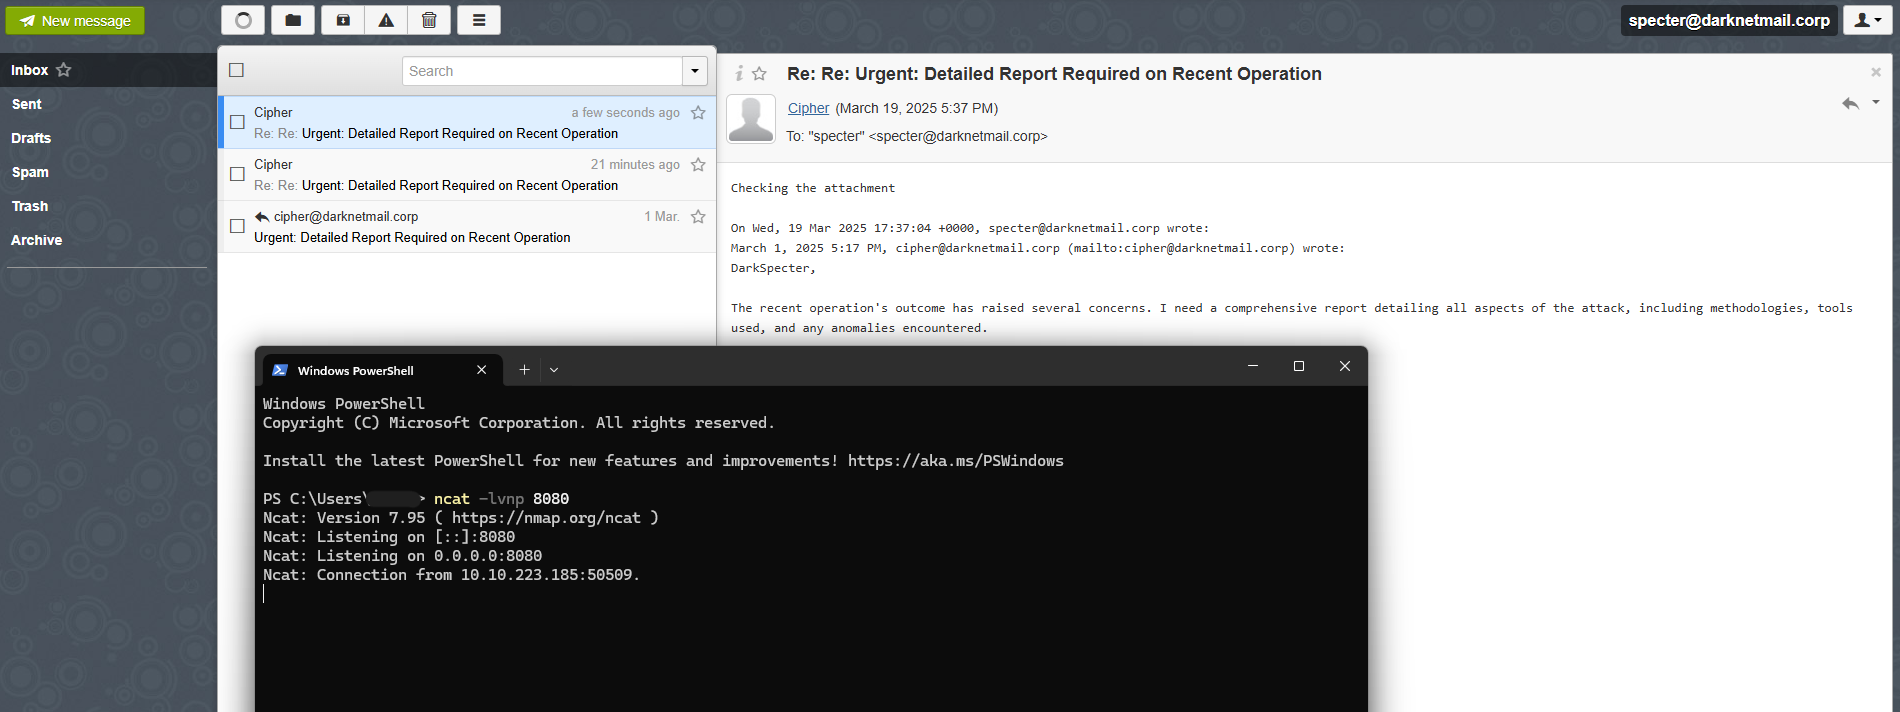 New message
specter@darknetmail.corp
Inbox
Sent
Drafts
Spam
Trash
Archive
Search
Cipher a few seconds ago
Re: Re: Urgent: Detailed Report Required on Recent Operation
Cipher 21 minutes ago
Re: Re: Urgent: Detailed Report Required on Recent Operation
cipher@darknetmail.corp 1 Mar.
Urgent: Detailed Report Required on Recent Operation
Re: Re: Urgent: Detailed Report Required on Recent Operation
Cipher (March 19, 2025 5:37 PM)
To: "specter" <specter@darknetmail.corp>
Checking the attachment
On Wed, 19 Mar 2025 17:37:04 +0000, specter@darknetmail.corp wrote:
March 1, 2025 5:17 PM, cipher@darknetmail.corp (mailto:cipher@darknetmail.corp) wrote:
DarkSpecter,
The recent operation's outcome has raised several concerns. I need a comprehensive report detailing all aspects of the attack, including methodologies, tools
used, and any anomalies encountered.
Windows PowerShell
Windows PowerShell
Copyright (C) Microsoft Corporation. All rights reserved.
Install the latest PowerShell for new features and improvements! https://aka.ms/PSWindows
PS C:\Users\ > ncat -lvnp 8080
Ncat: Version 7.95 ( https://nmap.org/ncat )
Ncat: Listening on [::]:8080
Ncat: Listening on 0.0.0.0:8080
Ncat: Connection from 10.10.223.185:50509.